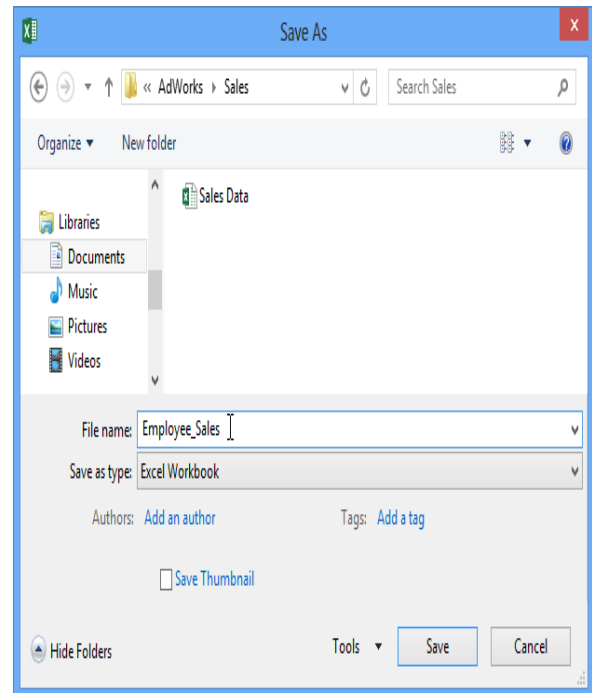 Save As
« AdWorks Sales Search Sales
Organize New folder
Sales Data
Libraries
Documents
Music
Pictures
Videos
File name: Employee_Sales
Save as type: Excel Workbook
Authors: Add an author Tags: Add a tag
Save Thumbnail
Hide Folders Tools Save Cancel